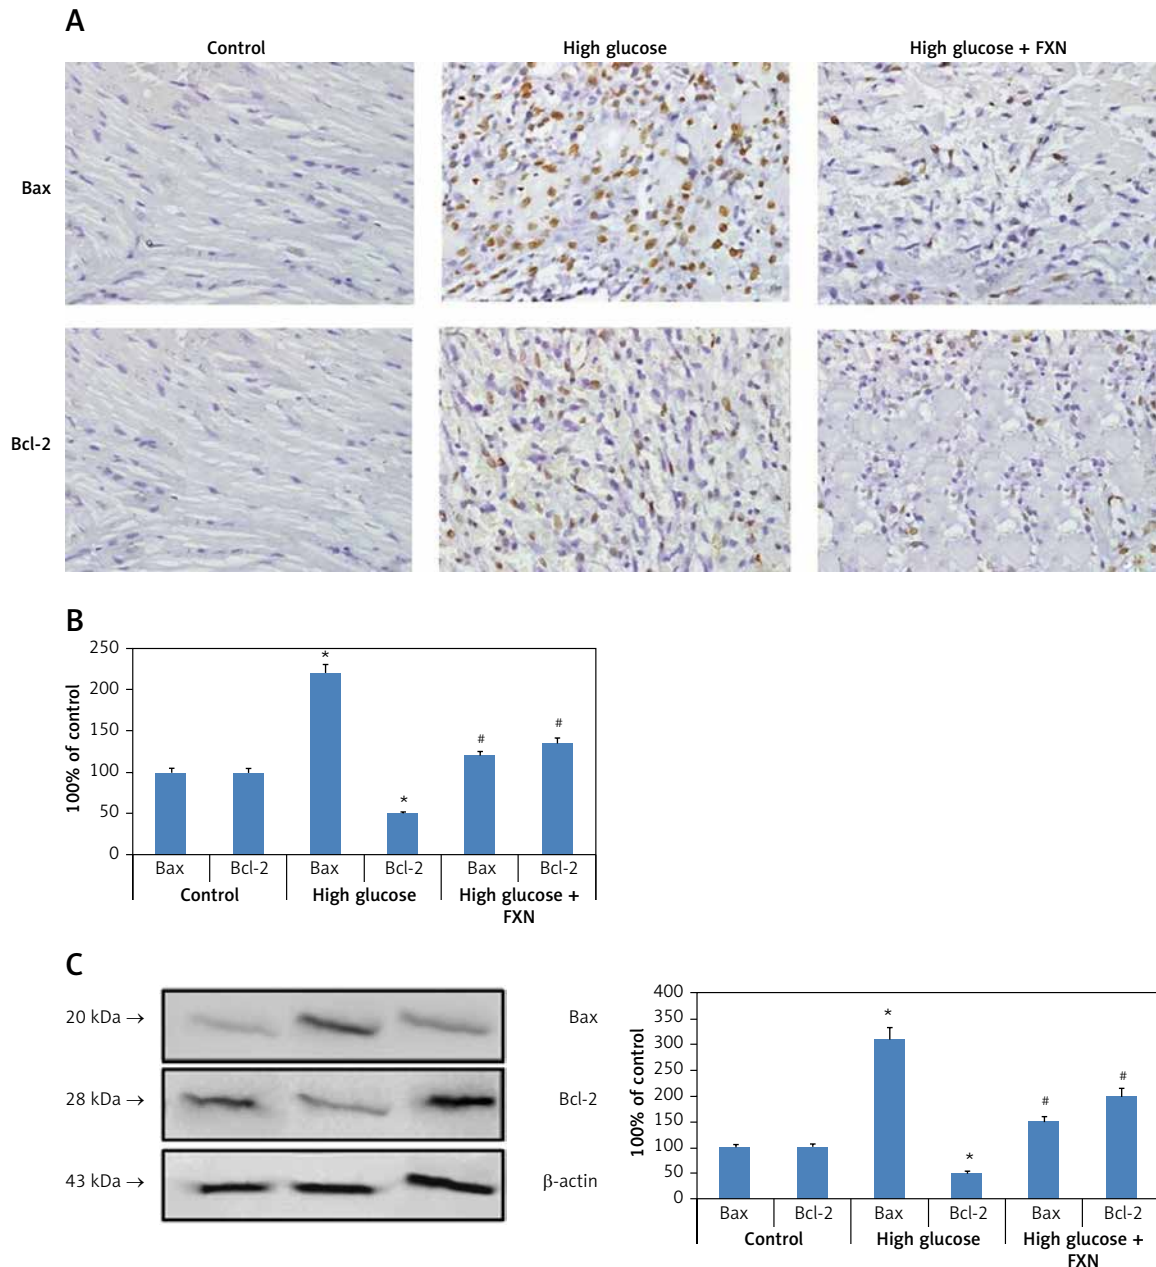 A
Control
High glucose
High glucose + FXN
Bax
Bcl-2
B
250
200
150
100
50
0
100% of control
*
*
#
#
Bax
Bcl-2
Bax
Bcl-2
Bax
Bcl-2
Control
High glucose
High glucose +
FXN
C
20 kDa →
Bax
28 kDa →
Bcl-2
43 kDa →
β-actin
400
350
300
250
200
150
100
50
0
100% of control
*
*
#
#
Bax
Bcl-2
Bax
Bcl-2
Bax
Bcl-2
Control
High glucose
High glucose +
FXN